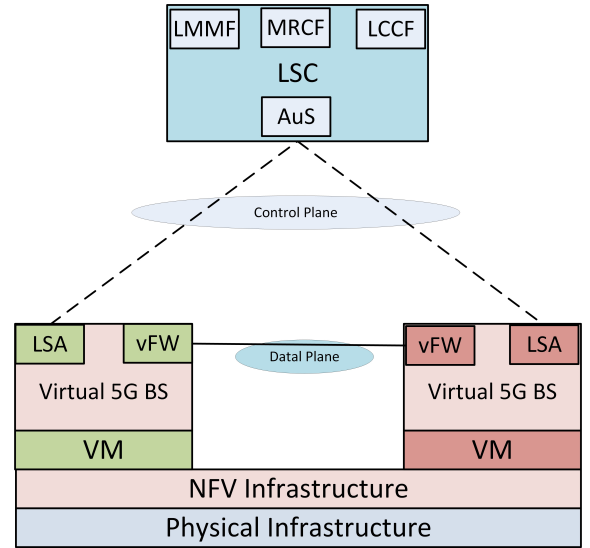 LMMF MRCF LCCF
LSC
AuS
Control Plane
LSA vFW vFW LSA
Datal Plane
Virtual 5G BS Virtual 5G BS
VM VM
NFV Infrastructure
Physical Infrastructure